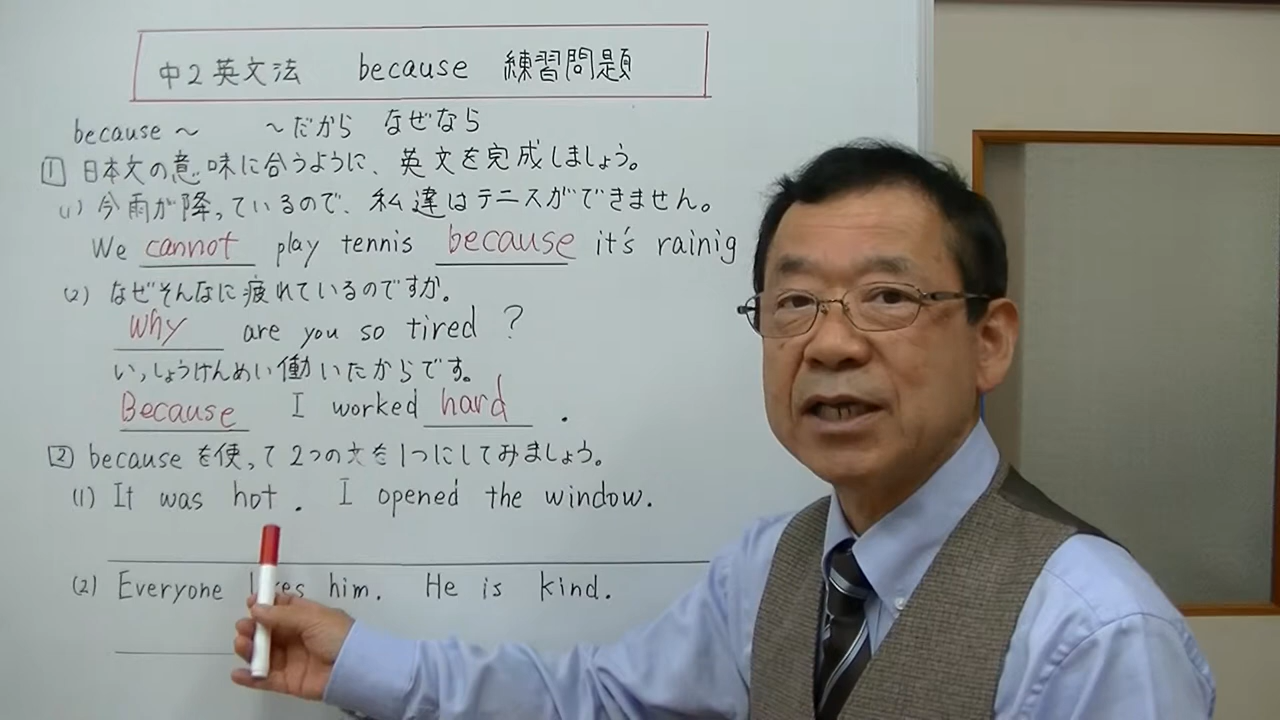 中2英文法 because 練習問題
because ～ ～だから なぜなら
1 日本文の意味に合うように、英文を完成しましょう。
(1) 今雨が降っているので、私達はテニスができません。
We cannot play tennis because it's rainig
(2) なぜそんなに疲れているのですか。
Why are you so tired ?
いっしょうけんめい働いたからです。
Because I worked hard .
2 becauseを使って2つの文を1つにしてみましょう。
(1) It was hot . I opened the window.
(2) Everyone him. He is kind.